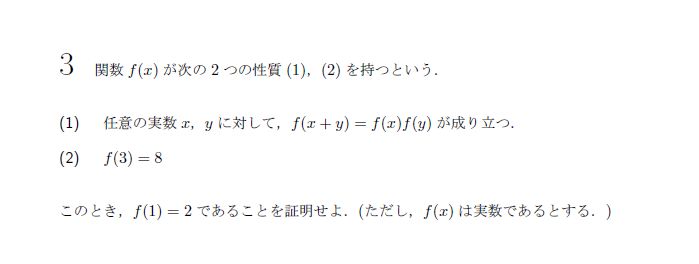 3 関数 f(x) が次の 2 つの性質 (1), (2) を持つという.
(1) 任意の実数 x, y に対して, f(x + y) = f(x)f(y) が成り立つ.
(2) f(3) = 8
このとき, f(1) = 2 であることを証明せよ. (ただし, f(x) は実数であるとする. )